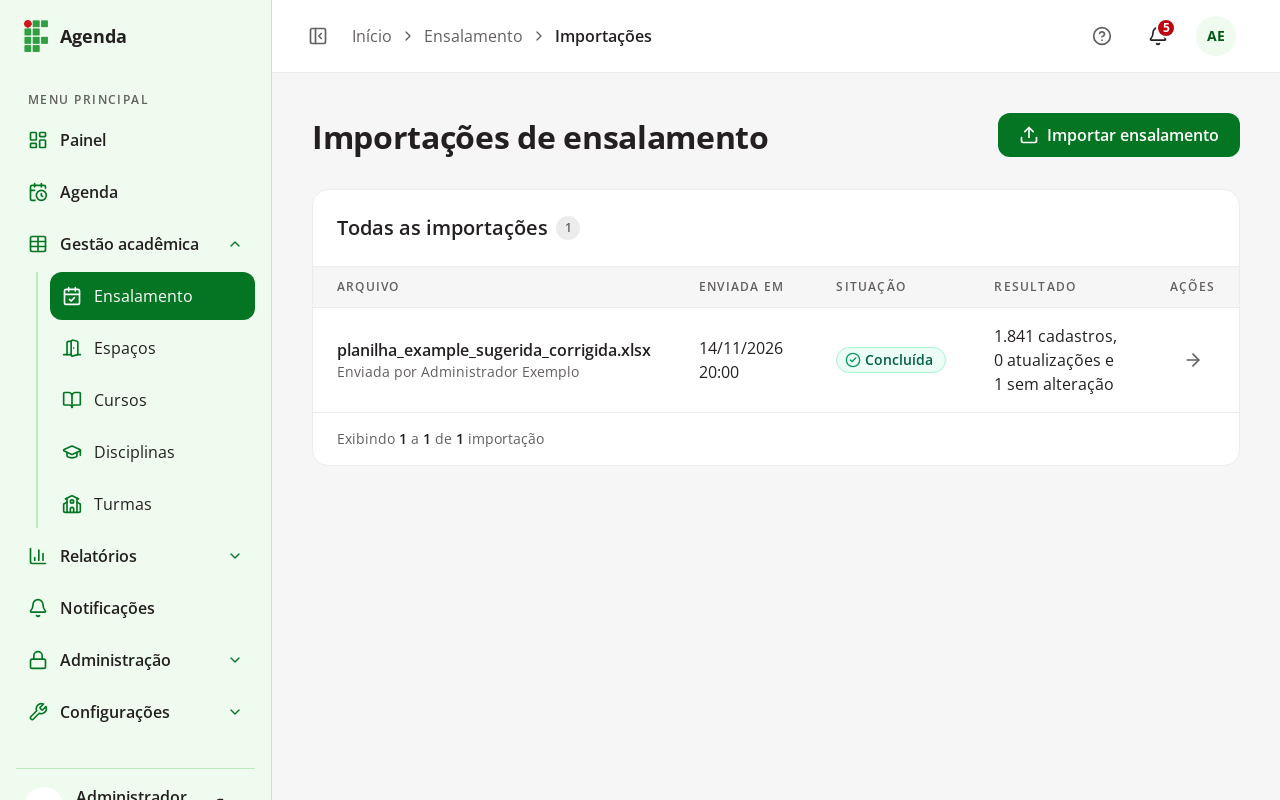 Agenda
MENU PRINCIPAL
Painel
Agenda
Gestão acadêmica
Ensalamento
Espaços
Cursos
Disciplinas
Turmas
Relatórios
Notificações
Administração
Configurações
Administrador
Início > Ensalamento > Importações
5
AE
Importações de ensalamento
Importar ensalamento
Todas as importações 1
ARQUIVO ENVIADA EM SITUAÇÃO RESULTADO AÇÕES
planilha_example_sugerida_corrigida.xlsx
Enviada por Administrador Exemplo
14/11/2026
20:00
Concluída
1.841 cadastros,
0 atualizações e
1 sem alteração
Exibindo 1 a 1 de 1 importação